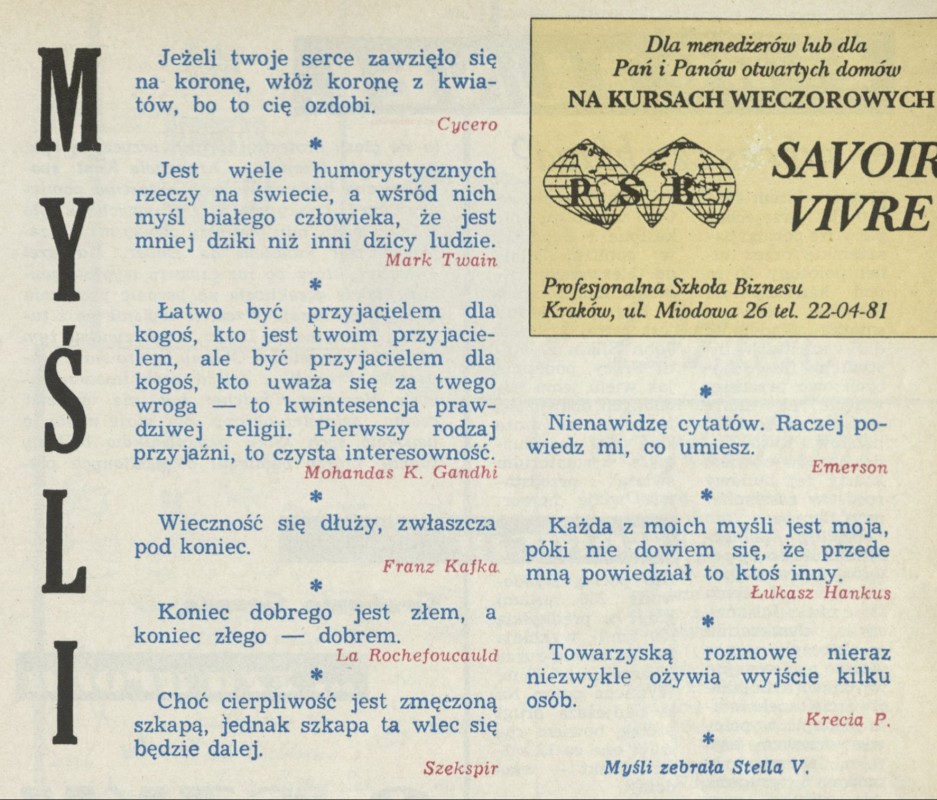 MYŚLI
Jeżeli twoje serce zawzięło się
na koronę, włóż koronę z kwia-
tów, bo to cię ozdobi.
Cycero
*
Jest wiele humorystycznych
rzeczy na świecie, a wśród nich
myśl białego człowieka, że jest
mniej dziki niż inni dzicy ludzie.
Mark Twain
*
Łatwo być przyjacielem dla
kogoś, kto jest twoim przyjacie-
lem, ale być przyjacielem dla
kogoś, kto uważa się za twego
wroga — to kwintesencja praw-
dziwej religii. Pierwszy rodzaj
przyjaźni, to czysta interesowność.
Mohandas K. Gandhi
*
Wieczność się dłuży, zwłaszcza
pod koniec.
Franz Kafka
*
Koniec dobrego jest złem, a
koniec złego — dobrem.
La Rochefoucauld
*
Choć cierpliwość jest zmęczoną
szkapą, jednak szkapa ta wlec się
będzie dalej.
Szekspir
Dla menedżerów lub dla
Pań i Panów otwartych domów
NA KURSACH WIECZOROWYCH
PSB
SAVOIR
VIVRE
Profesjonalna Szkoła Biznesu
Kraków, ul. Miodowa 26 tel. 22-04-81
*
Nienawidzę cytatów. Raczej po-
wiedz mi, co umiesz.
Emerson
*
Każda z moich myśli jest moja,
póki nie dowiem się, że przede
mną powiedział to ktoś inny.
Łukasz Hankus
*
Towarzyską rozmowę nieraz
niezwykle ożywia wyjście kilku
osób.
Krecia P.
*
Myśli zebrała Stella V.